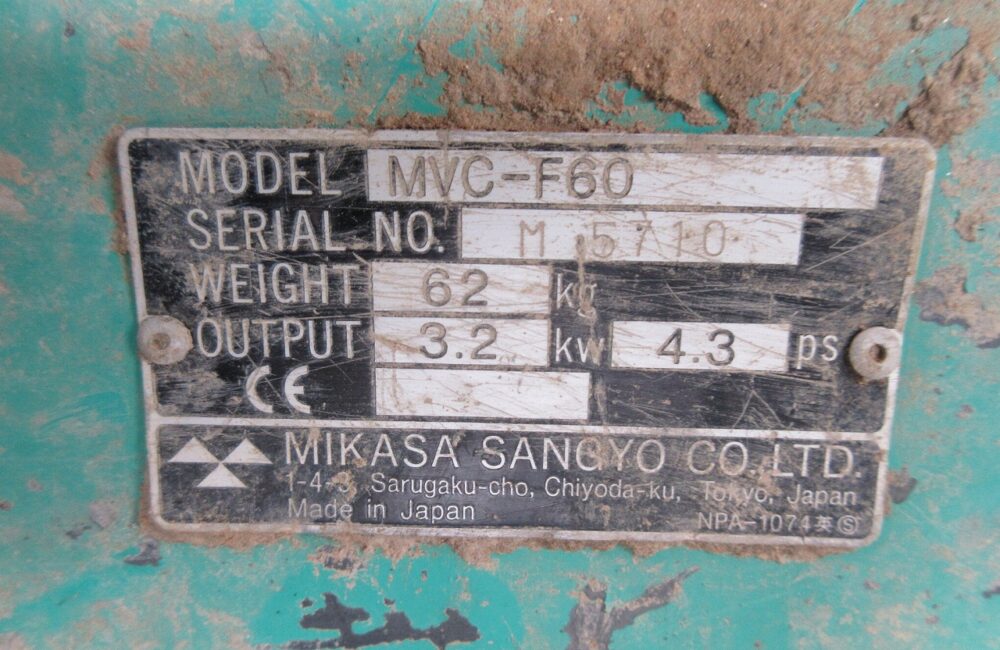 MODEL MVC-F60
SERIAL NO. M 5710
WEIGHT 62 kg
OUTPUT 3.2 kw 4.3 ps
CE
MIKASA SANGYO CO., LTD.
1-4-3, Sarugaku-cho, Chiyoda-ku, Tokyo, Japan
Made in Japan
NPA-1074英Ⓢ